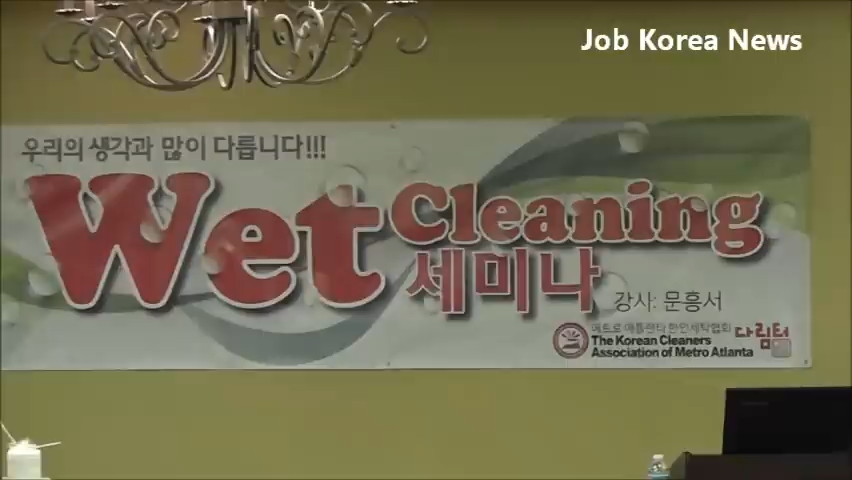 Job Korea News
우리의 생각과 많이 다릅니다!!!
Wet Cleaning
세미나
강사: 문흥서
메트로 애틀랜타 한인세탁협회
The Korean Cleaners
Association of Metro Atlanta
다림터